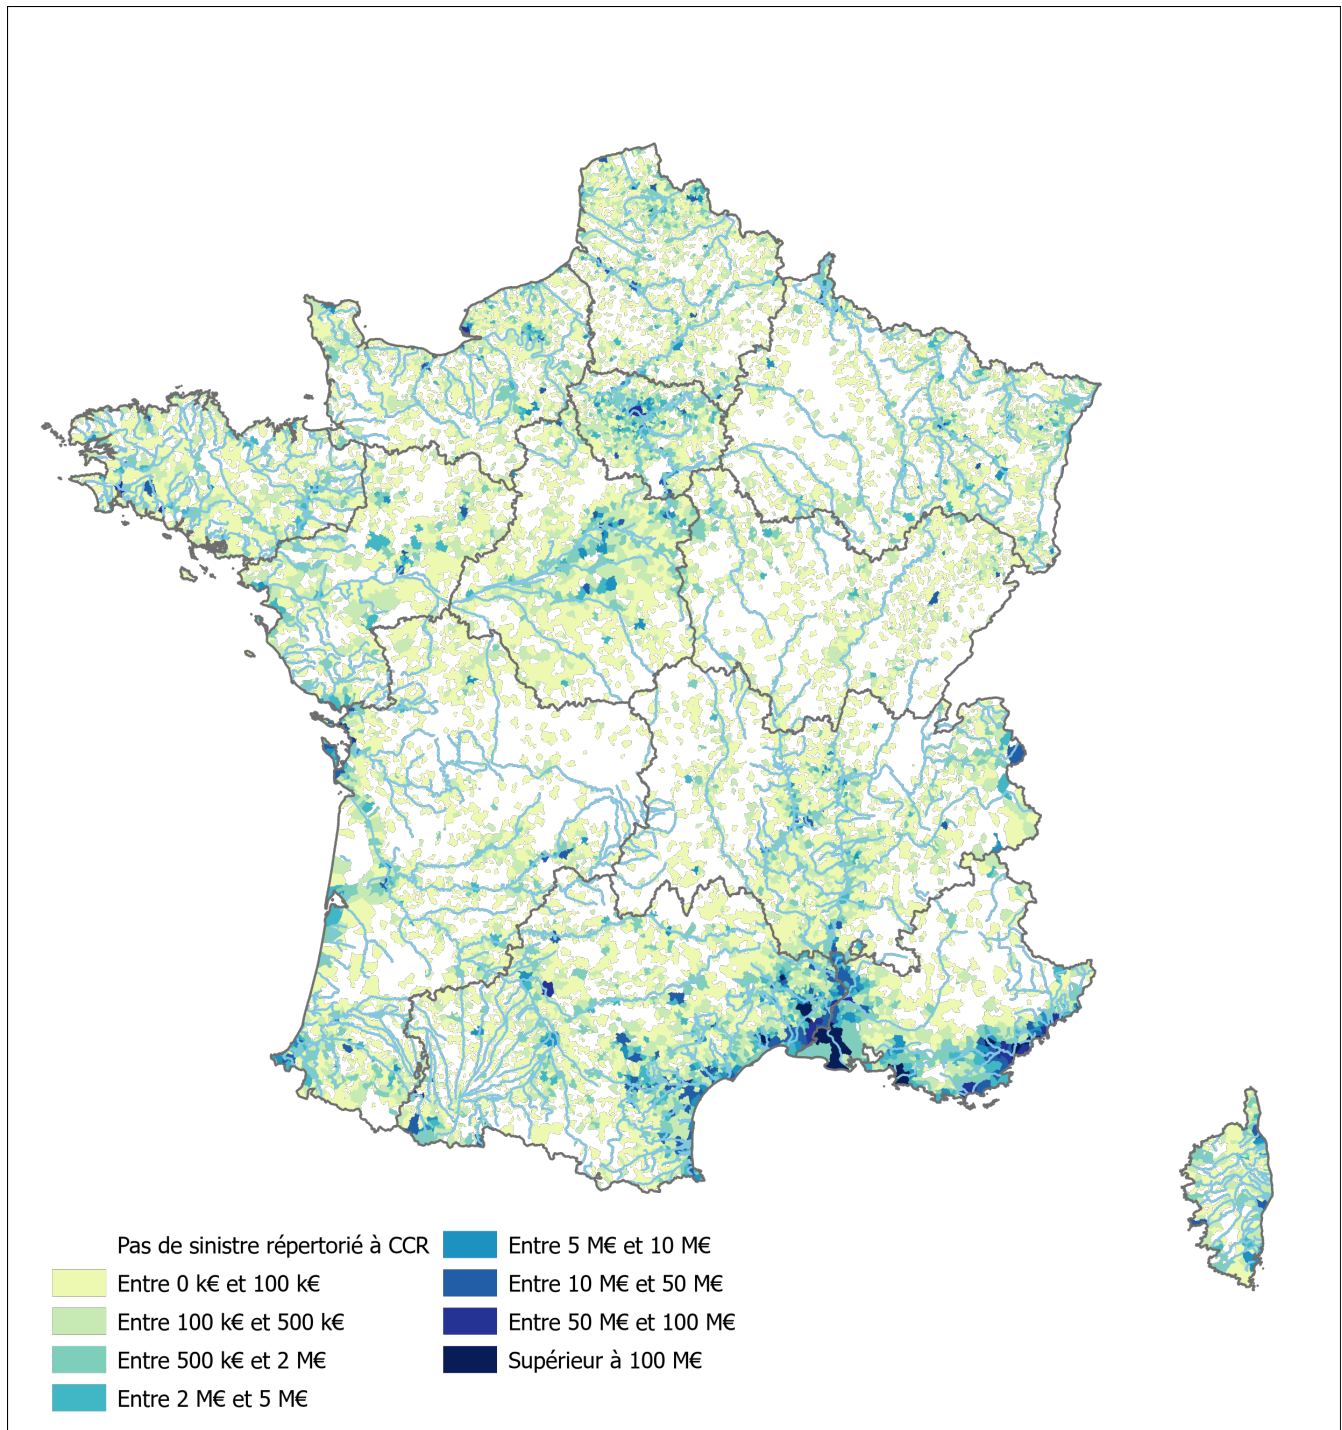 Pas de sinistre répertorié à CCR
Entre 0 k€ et 100 k€
Entre 100 k€ et 500 k€
Entre 500 k€ et 2 M€
Entre 2 M€ et 5 M€
Entre 5 M€ et 10 M€
Entre 10 M€ et 50 M€
Entre 50 M€ et 100 M€
Supérieur à 100 M€